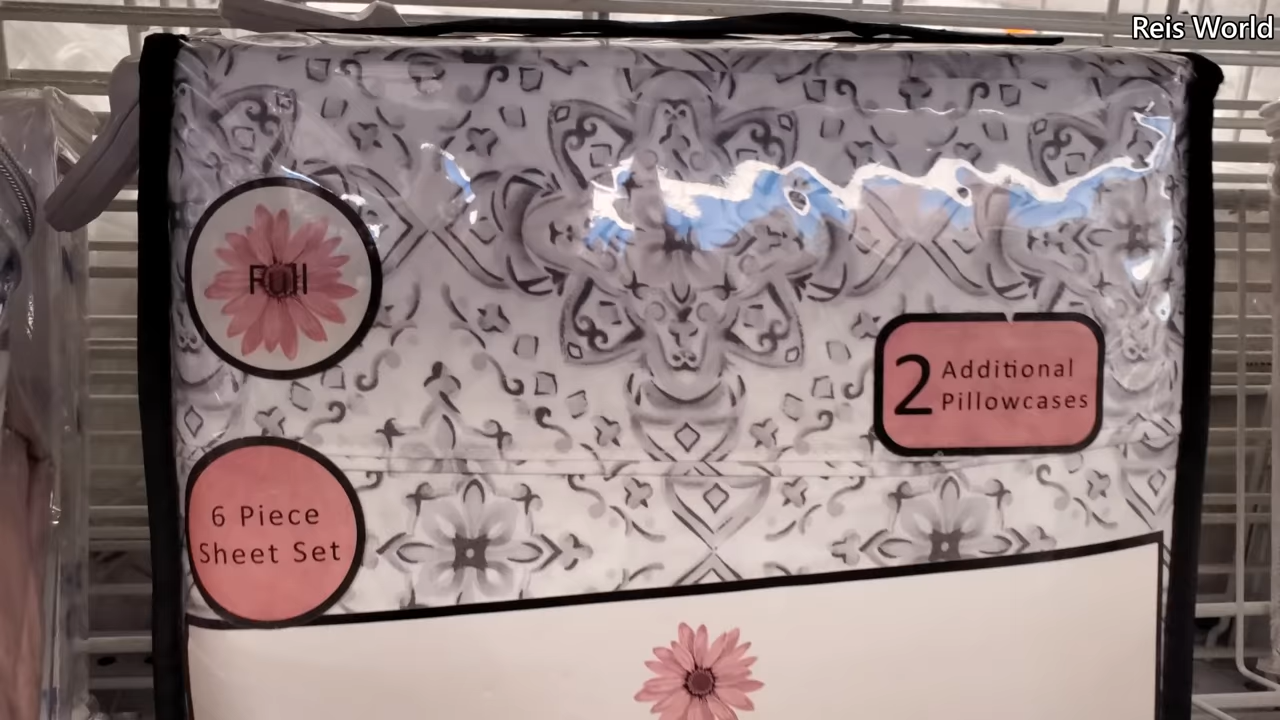 Reis World
Full
2 Additional
Pillowcases
6 Piece
Sheet Set